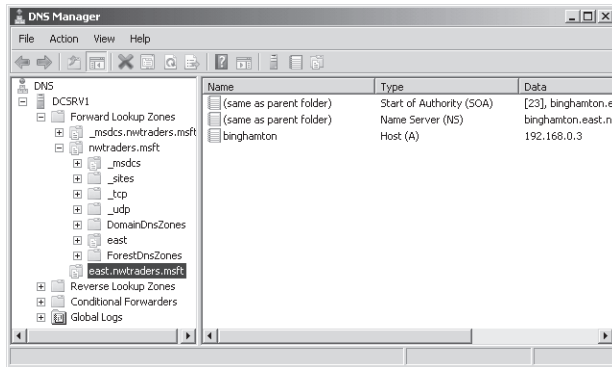 DNS Manager
File Action View Help
DNS
DCSRV1
Forward Lookup Zones
_msdcs.nwtraders.msft
nwtraders.msft
_msdcs
_sites
_tcp
_udp
DomainDnsZones
east
ForestDnsZones
east.nwtraders.msft
Reverse Lookup Zones
Conditional Forwarders
Global Logs
Name Type Data
(same as parent folder) Start of Authority (SOA) [23], binghamton.e
(same as parent folder) Name Server (NS) binghamton.east.n
binghamton Host (A) 192.168.0.3